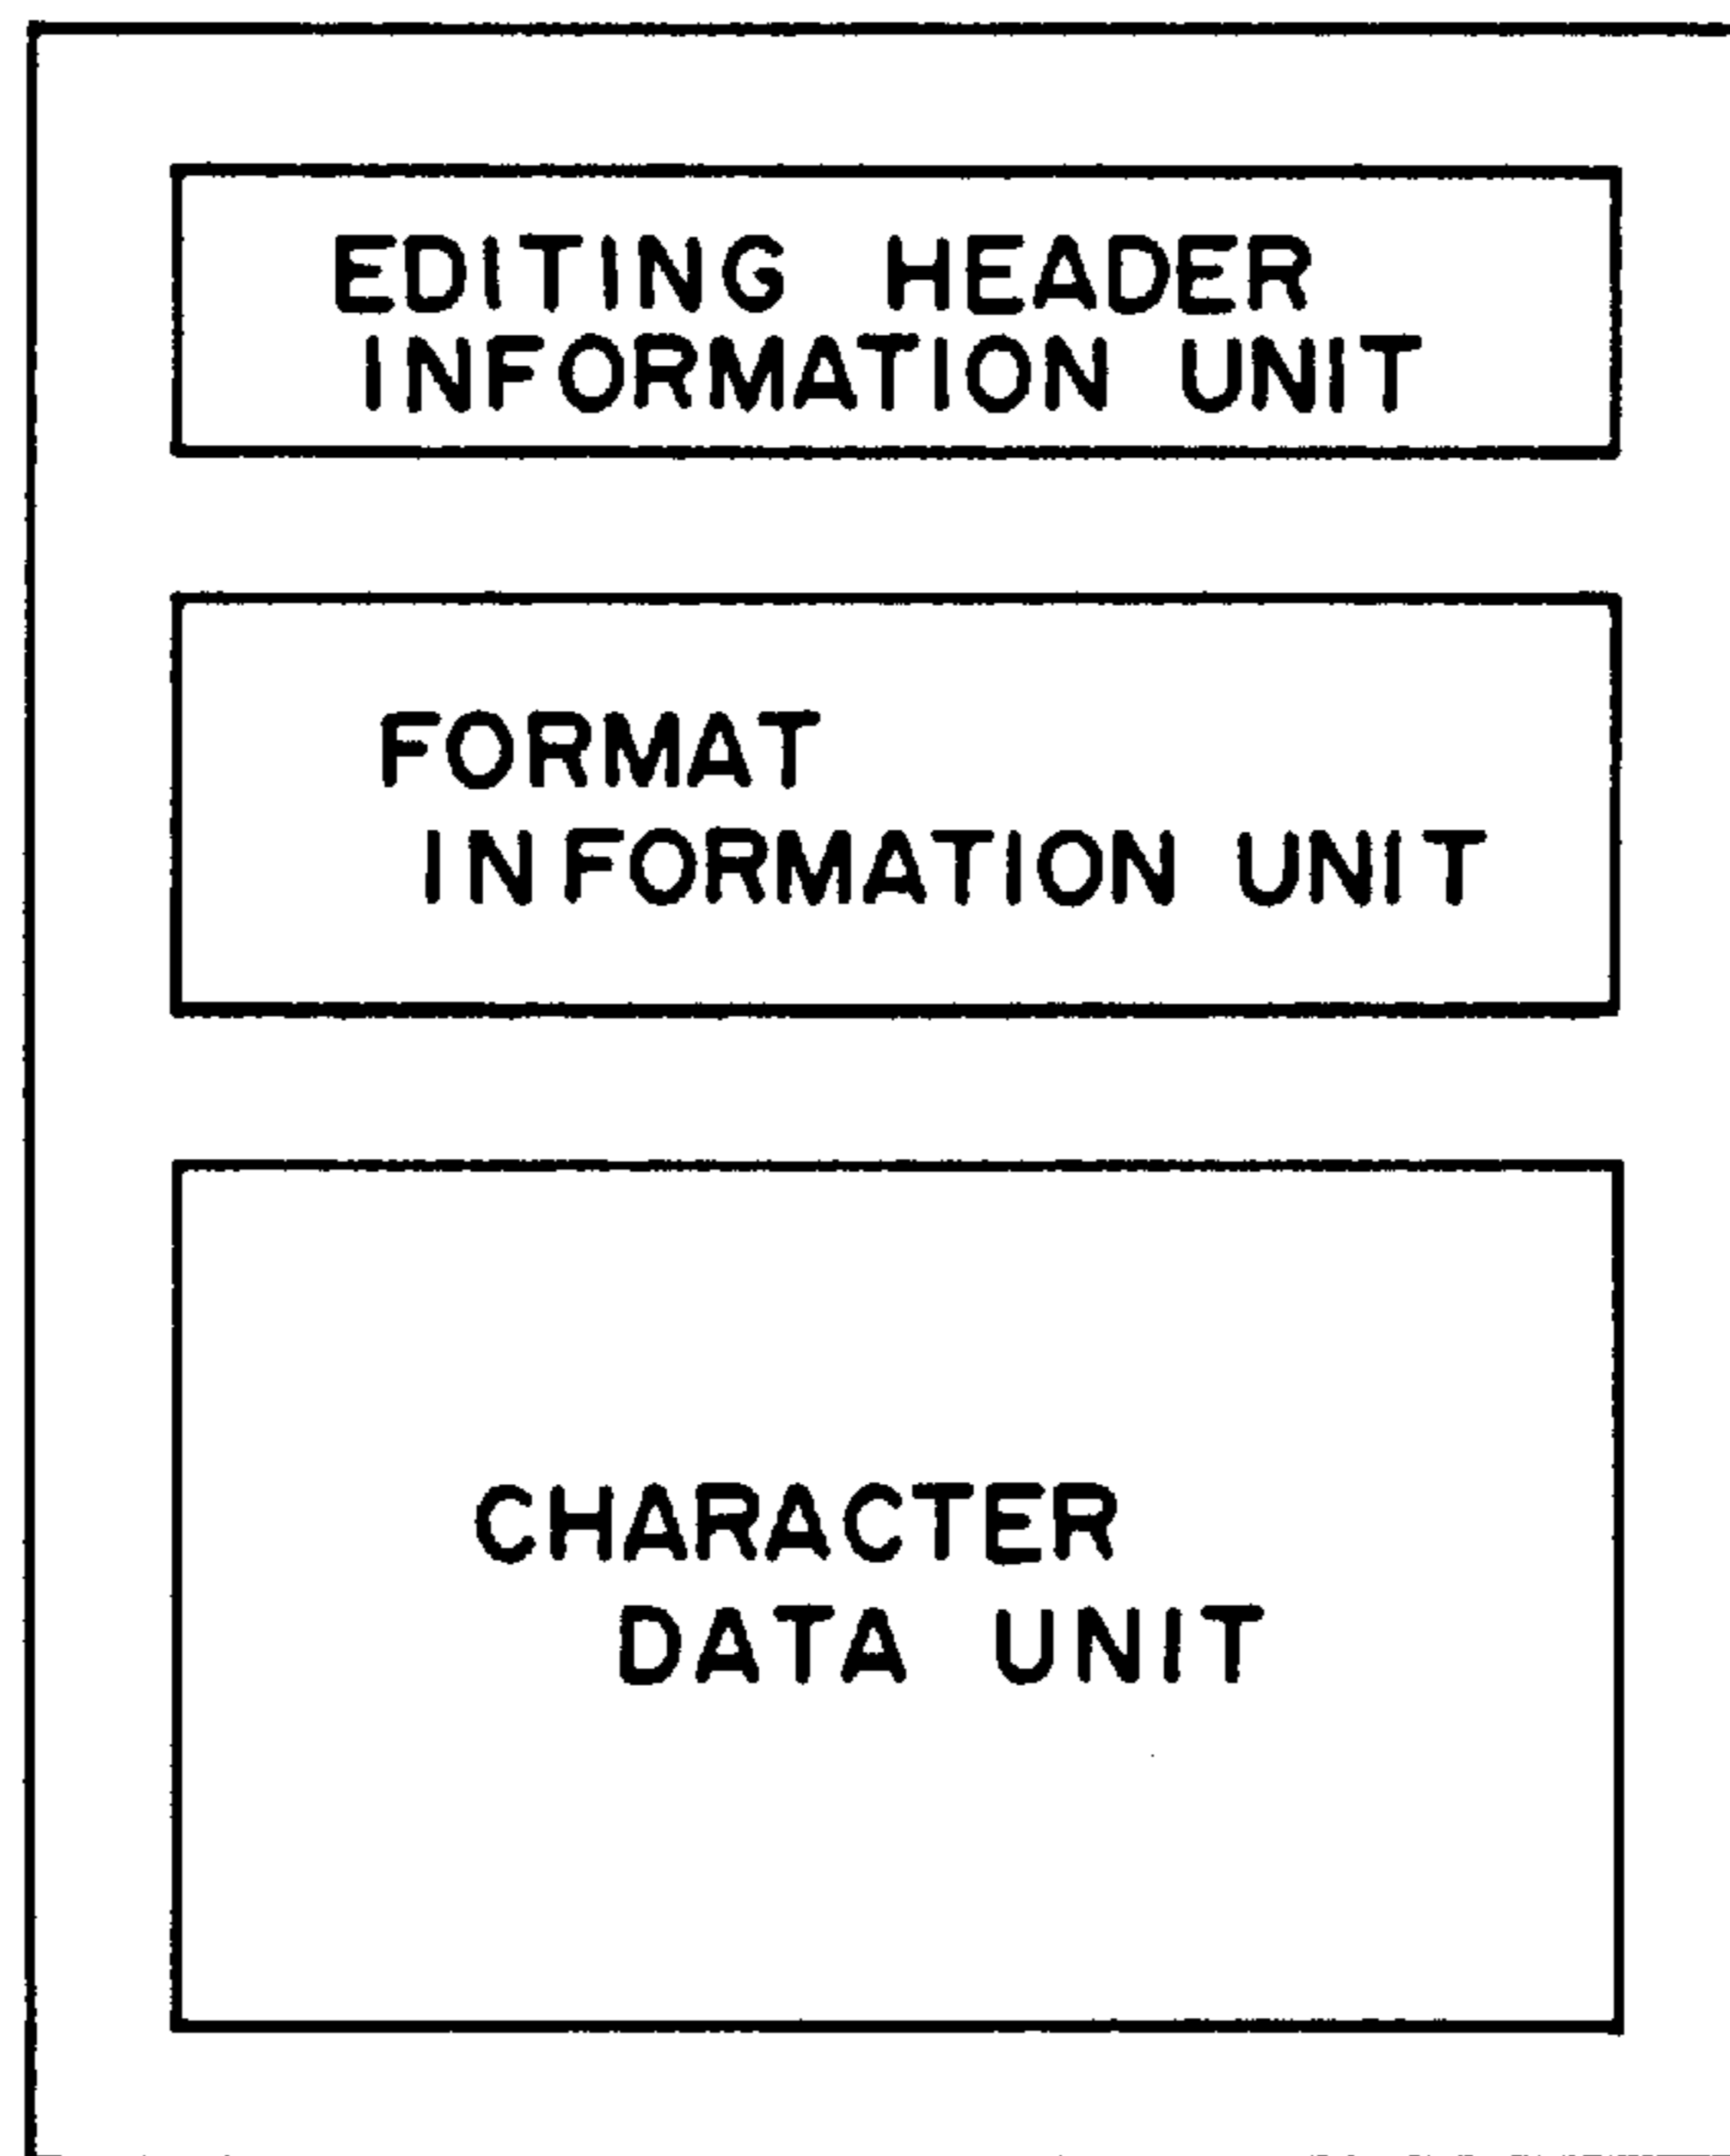 EDITING HEADER
INFORMATION UNIT
FORMAT
INFORMATION UNIT
CHARACTER
DATA UNIT